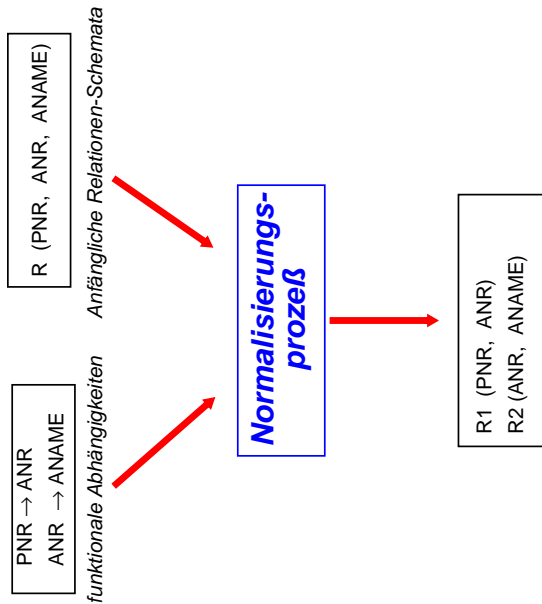 PNR → ANR
ANR → ANAME
funktionale Abhängigkeiten
R (PNR, ANR, ANAME)
Anfängliche Relationen-Schemata
Normalisierungs-
prozeß
R1 (PNR, ANR)
R2 (ANR, ANAME)